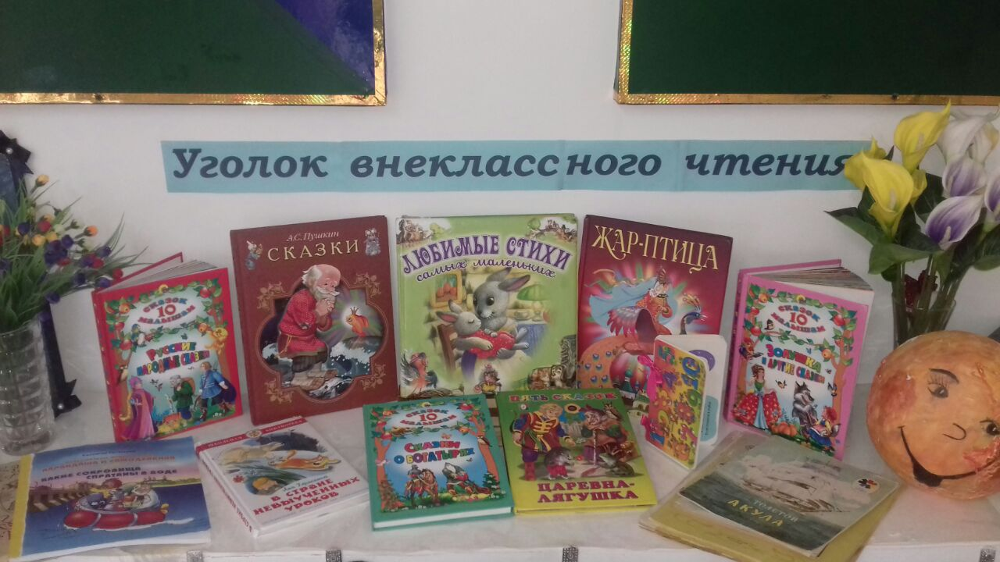 Уголок внеклассного чтения
А.С. Пушкин
СКАЗКИ
ЛЮБИМЫЕ СТИХИ
самых маленьких
ЖАР-ПТИЦА
10 СКАЗОК МАЛЫШАМ
РУССКИЕ
НАРОДНЫЕ СКАЗКИ
10 СКАЗОК МАЛЫШАМ
ЗОЛУШКА
И ДРУГИЕ СКАЗКИ
КАКИЕ СОКРОВИЩА
СПРЯТАНЫ В ВОДЕ
В СТРАНЕ
НЕВЫУЧЕННЫХ
УРОКОВ
10 СКАЗОК МАЛЫШАМ
СКАЗКИ
О БОГАТЫРЯХ
ПЯТЬ СКАЗОК
ЦАРЕВНА-
ЛЯГУШКА
ТОЛСТОЙ
АКУЛА